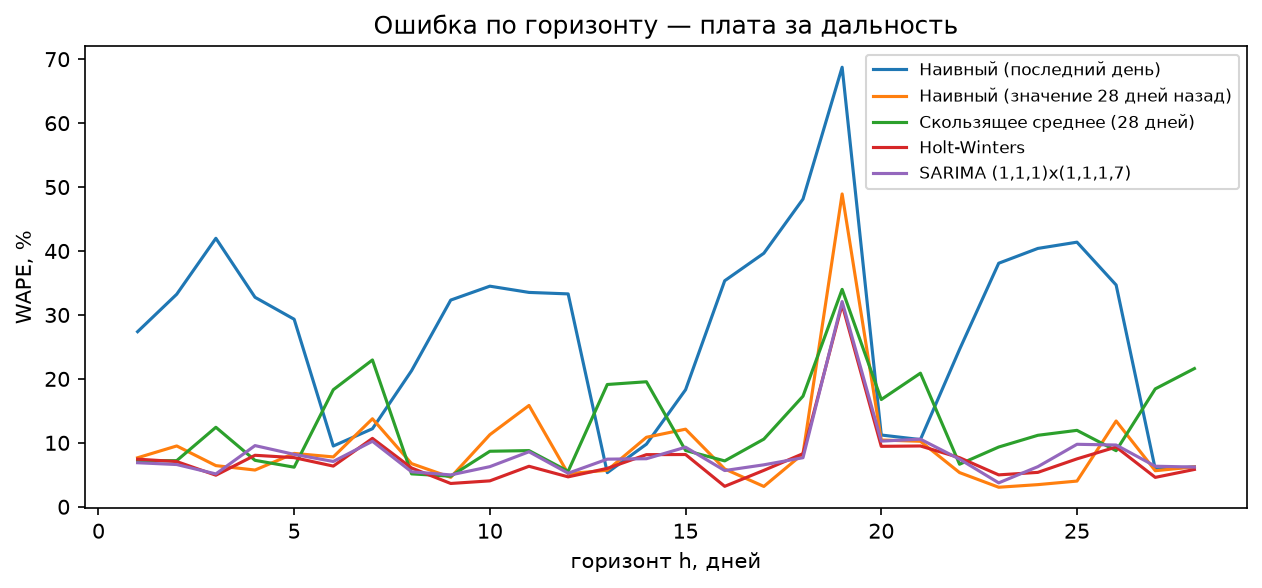 Ошибка по горизонту — плата за дальность
WAPE, %
70
60
50
40
30
20
10
0
Наивный (последний день)
Наивный (значение 28 дней назад)
Скользящее среднее (28 дней)
Holt-Winters
SARIMA (1,1,1)x(1,1,1,7)
0 5 10 15 20 25
горизонт h, дней